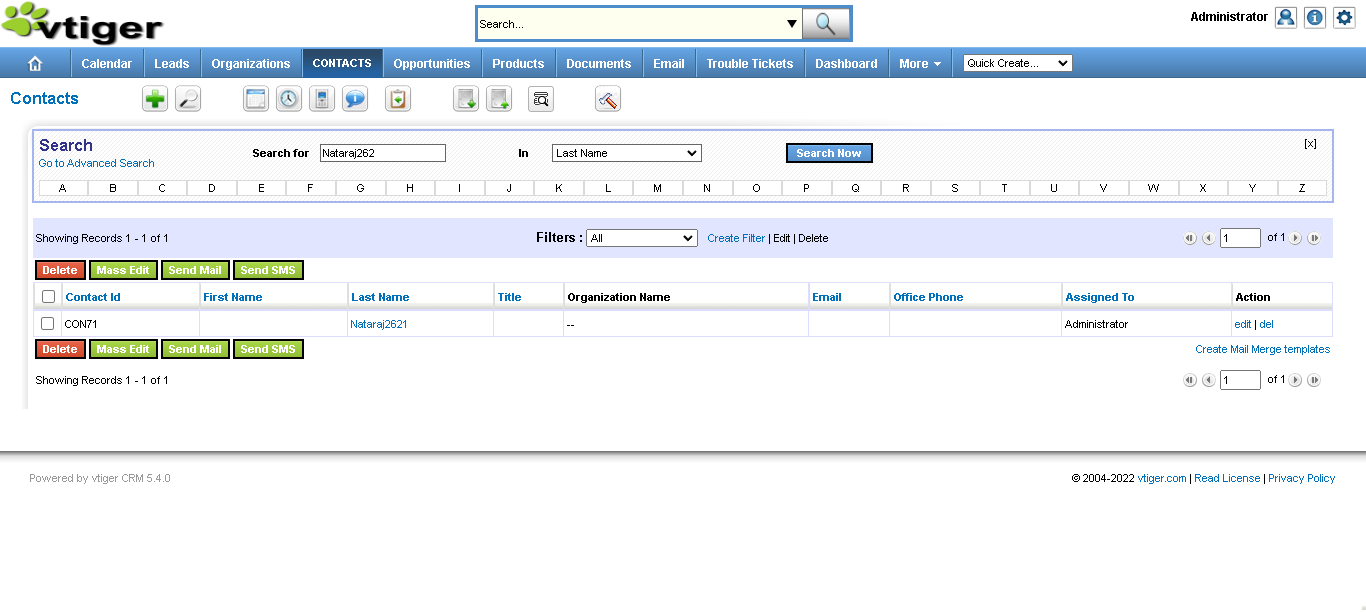 vtiger
Search...
Administrator
Calendar Leads Organizations CONTACTS Opportunities Products Documents Email Trouble Tickets Dashboard More Quick Create...
Contacts
Search
Go to Advanced Search
Search for Nataraj262 In Last Name Search Now [x]
A B C D E F G H I J K L M N O P Q R S T U V W X Y Z
Showing Records 1 - 1 of 1 Filters : All Create Filter | Edit | Delete 1 of 1
Delete Mass Edit Send Mail Send SMS
Contact Id First Name Last Name Title Organization Name Email Office Phone Assigned To Action
CON71 Nataraj2621 -- Administrator edit | del
Delete Mass Edit Send Mail Send SMS Create Mail Merge templates
Showing Records 1 - 1 of 1 1 of 1
Powered by vtiger CRM 5.4.0 © 2004-2022 vtiger.com | Read License | Privacy Policy